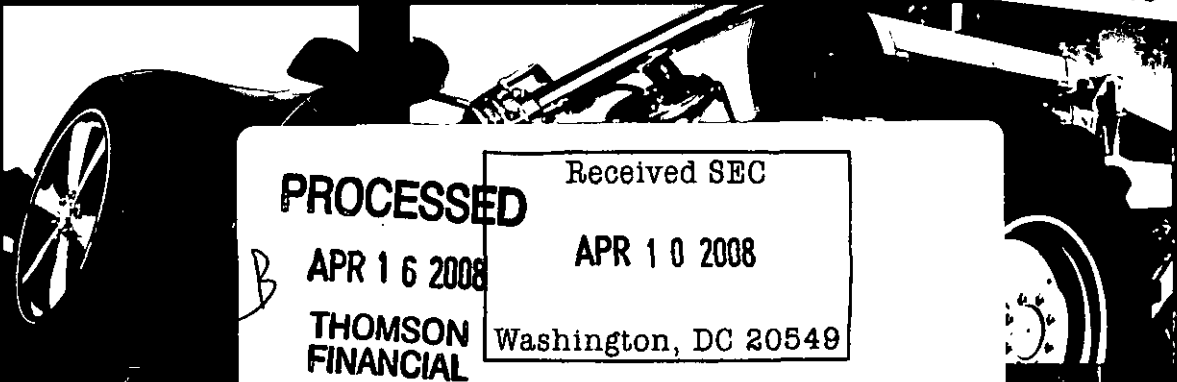 PROCESSED
B APR 1 6 2008
THOMSON
FINANCIAL
Received SEC
APR 1 0 2008
Washington, DC 20549